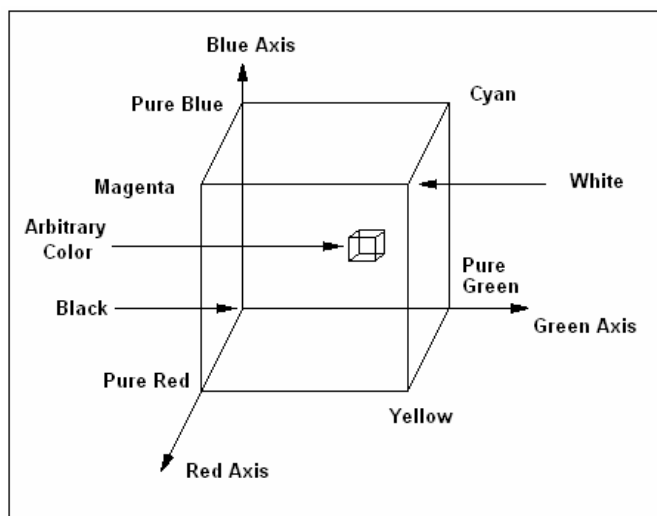 Blue Axis
Pure Blue
Cyan
Magenta
White
Arbitrary
Color
Pure
Green
Black
Green Axis
Pure Red
Yellow
Red Axis